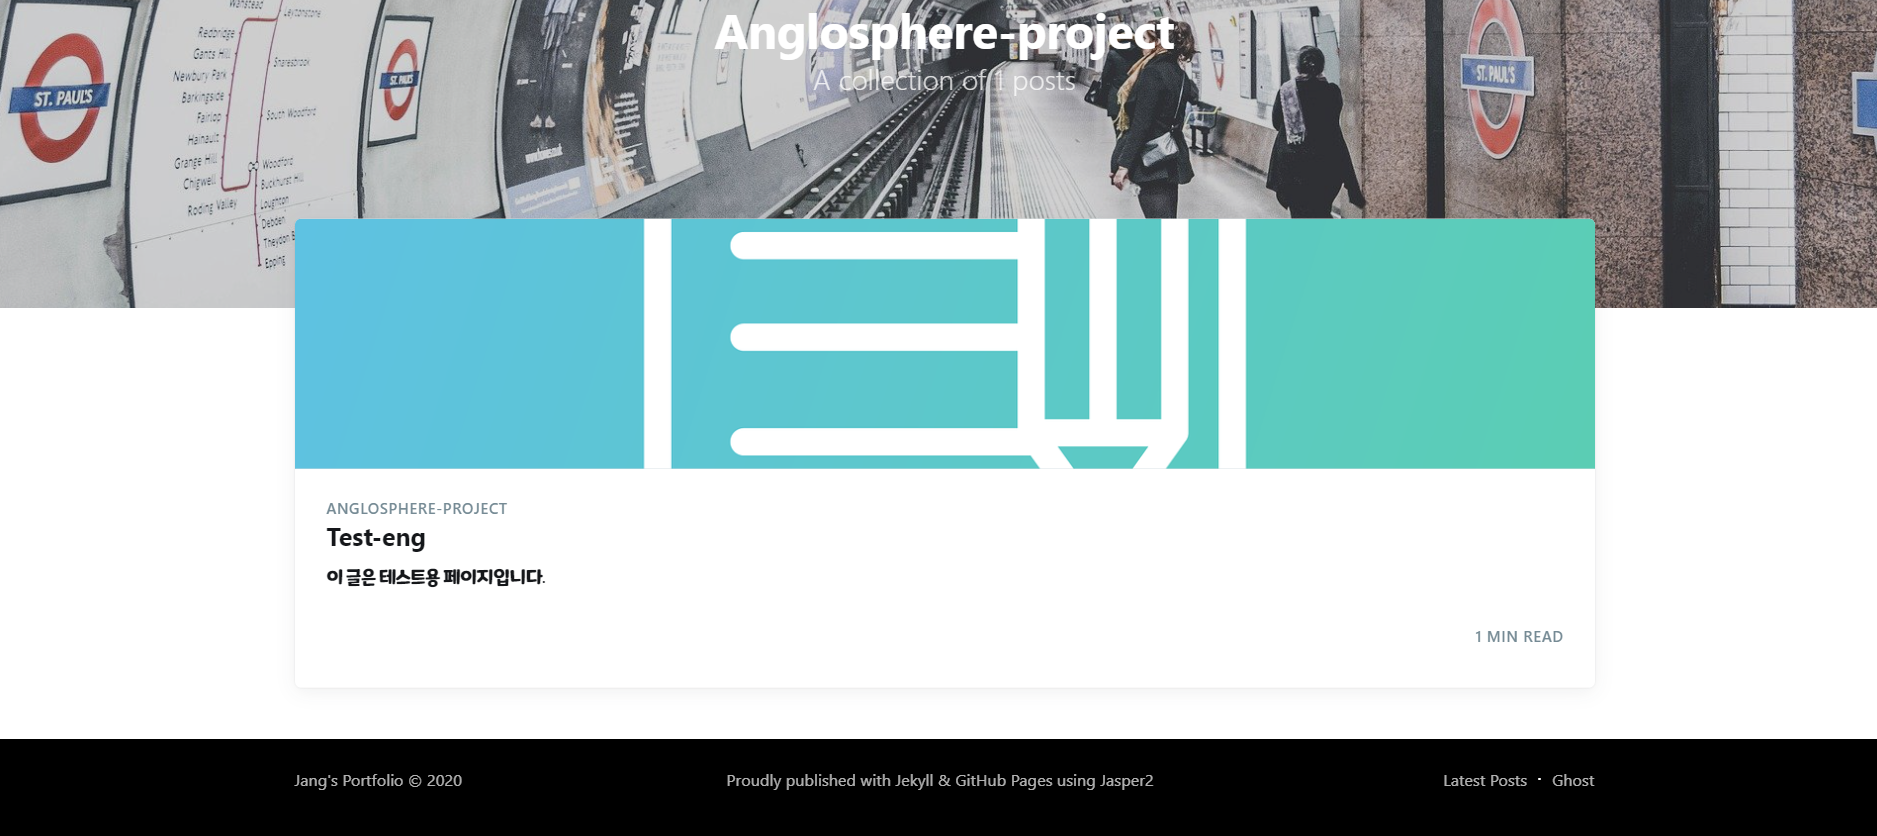 Anglosphere-project
A collection of 1 posts
Wanstead
Leytonstone
Redbridge
Gants Hill
Snaresbrook
Newbury Park
Barkingside
South Woodford
Fairlop
Hainault
Grange Hill
Woodford
Chigwell
Buckhurst Hill
Roding Valley
Loughton
Debden
Theydon B
Epping
ST. PAUL'S
ST. PAUL'S
ST. PAUL'S
ANGLOSPHERE-PROJECT
Test-eng
이 글은 테스트용 페이지입니다.
1 MIN READ
Jang's Portfolio © 2020
Proudly published with Jekyll & GitHub Pages using Jasper2
Latest Posts · Ghost